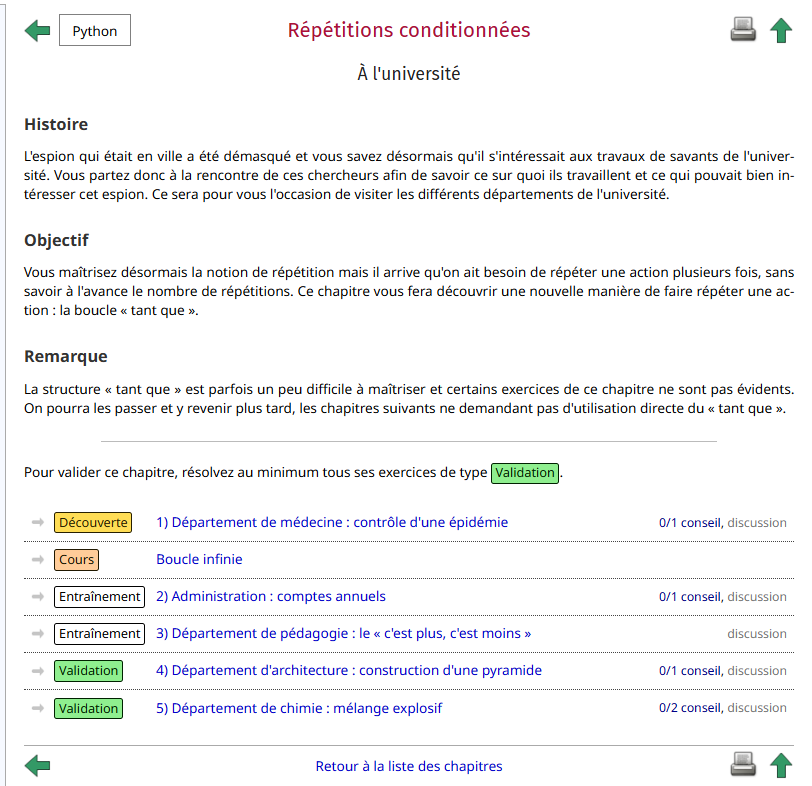 Python
Répétitions conditionnées
À l'université
Histoire
L'espion qui était en ville a été démasqué et vous savez désormais qu'il s'intéressait aux travaux de savants de l'univer-
sité. Vous partez donc à la rencontre de ces chercheurs afin de savoir ce sur quoi ils travaillent et ce qui pouvait bien in-
téresser cet espion. Ce sera pour vous l'occasion de visiter les différents départements de l'université.
Objectif
Vous maîtrisez désormais la notion de répétition mais il arrive qu'on ait besoin de répéter une action plusieurs fois, sans
savoir à l'avance le nombre de répétitions. Ce chapitre vous fera découvrir une nouvelle manière de faire répéter une ac-
tion : la boucle « tant que ».
Remarque
La structure « tant que » est parfois un peu difficile à maîtriser et certains exercices de ce chapitre ne sont pas évidents.
On pourra les passer et y revenir plus tard, les chapitres suivants ne demandant pas d'utilisation directe du « tant que ».
Pour valider ce chapitre, résolvez au minimum tous ses exercices de type Validation.
Découverte 1) Département de médecine : contrôle d'une épidémie 0/1 conseil, discussion
Cours Boucle infinie
Entraînement 2) Administration : comptes annuels 0/1 conseil, discussion
Entraînement 3) Département de pédagogie : le « c'est plus, c'est moins » discussion
Validation 4) Département d'architecture : construction d'une pyramide 0/1 conseil, discussion
Validation 5) Département de chimie : mélange explosif 0/2 conseil, discussion
Retour à la liste des chapitres